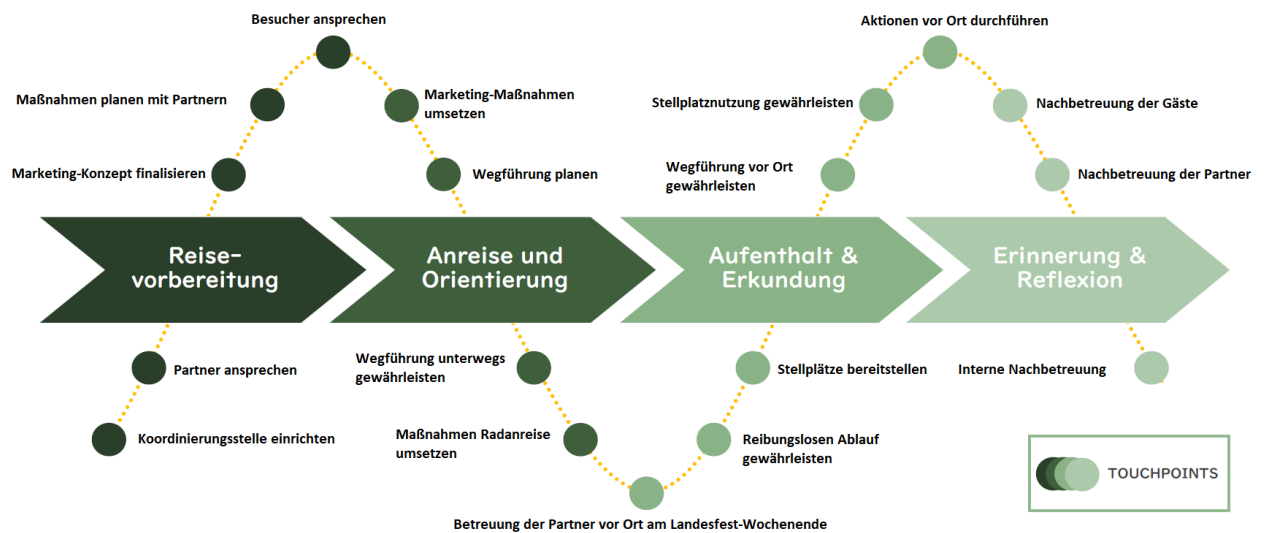 Besucher ansprechen
Aktionen vor Ort durchführen
Maßnahmen planen mit Partnern
Marketing-Maßnahmen
umsetzen
Stellplatznutzung gewährleisten
Nachbetreuung der Gäste
Marketing-Konzept finalisieren
Wegführung planen
Wegführung vor Ort
gewährleisten
Nachbetreuung der Partner
Reise-
vorbereitung
Anreise und
Orientierung
Aufenthalt &
Erkundung
Erinnerung &
Reflexion
Partner ansprechen
Wegführung unterwegs
gewährleisten
Stellplätze bereitstellen
Interne Nachbetreuung
Koordinierungsstelle einrichten
Maßnahmen Radanreise
umsetzen
Reibungslosen Ablauf
gewährleisten
TOUCHPOINTS
Betreuung der Partner vor Ort am Landesfest-Wochenende